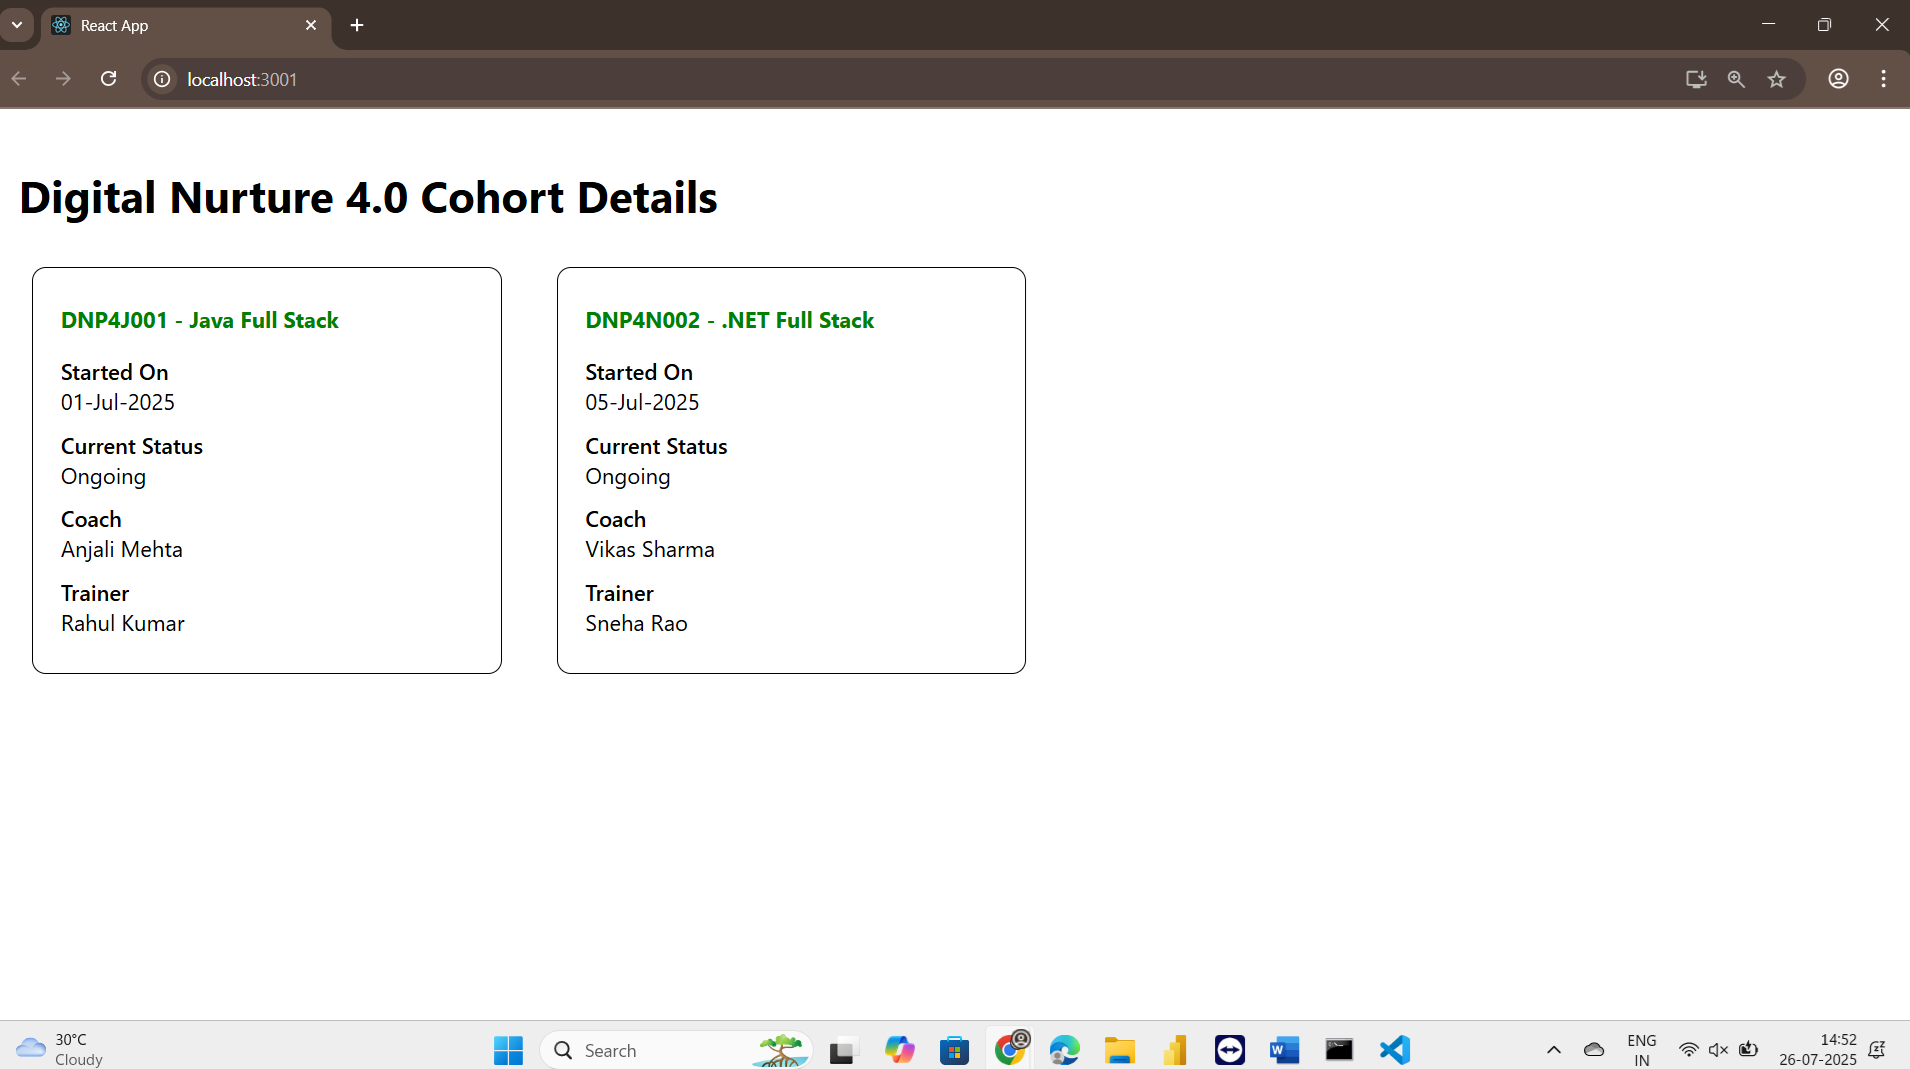 React App
localhost:3001
Digital Nurture 4.0 Cohort Details
DNP4J001 - Java Full Stack
Started On
01-Jul-2025
Current Status
Ongoing
Coach
Anjali Mehta
Trainer
Rahul Kumar
DNP4N002 - .NET Full Stack
Started On
05-Jul-2025
Current Status
Ongoing
Coach
Vikas Sharma
Trainer
Sneha Rao
30°C
Cloudy
Search
ENG
IN
14:52
26-07-2025